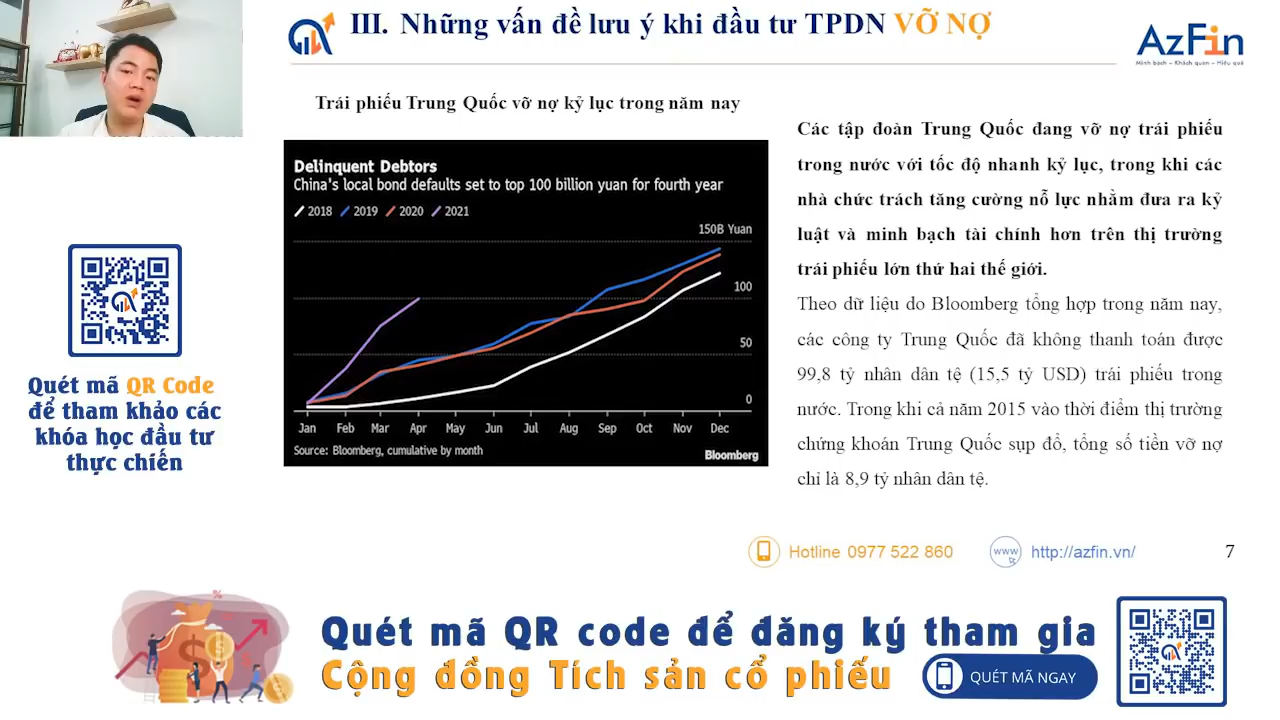 III. Những vấn đề lưu ý khi đầu tư TPDN VỠ NỢ
AzFin
Minh bạch - Khách quan - Hiệu quả
Trái phiếu Trung Quốc vỡ nợ kỷ lục trong năm nay
Delinquent Debtors
China's local bond defaults set to top 100 billion yuan for fourth year
2018 2019 2020 2021
150B Yuan
100
50
0
Jan Feb Mar Apr May Jun Jul Aug Sep Oct Nov Dec
Source: Bloomberg, cumulative by month
Bloomberg
Các tập đoàn Trung Quốc đang vỡ nợ trái phiếu
trong nước với tốc độ nhanh kỷ lục, trong khi các
nhà chức trách tăng cường nỗ lực nhằm đưa ra kỷ
luật và minh bạch tài chính hơn trên thị trường
trái phiếu lớn thứ hai thế giới.
Theo dữ liệu do Bloomberg tổng hợp trong năm nay,
các công ty Trung Quốc đã không thanh toán được
99,8 tỷ nhân dân tệ (15,5 tỷ USD) trái phiếu trong
nước. Trong khi cả năm 2015 vào thời điểm thị trường
chứng khoán Trung Quốc sụp đổ, tổng số tiền vỡ nợ
chỉ là 8,9 tỷ nhân dân tệ.
Quét mã QR Code
để tham khảo các
khóa học đầu tư
thực chiến
Hotline 0977 522 860
www
http://azfin.vn/
7
Quét mã QR code để đăng ký tham gia
Cộng đồng Tích sản cổ phiếu
QUÉT MÃ NGAY